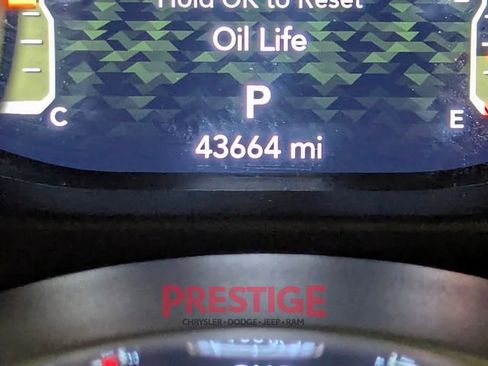 Hold OK to Reset
Oil Life
P
C
E
43664 mi
PRESTIGE
CHRYSLER • DODGE • JEEP • RAM